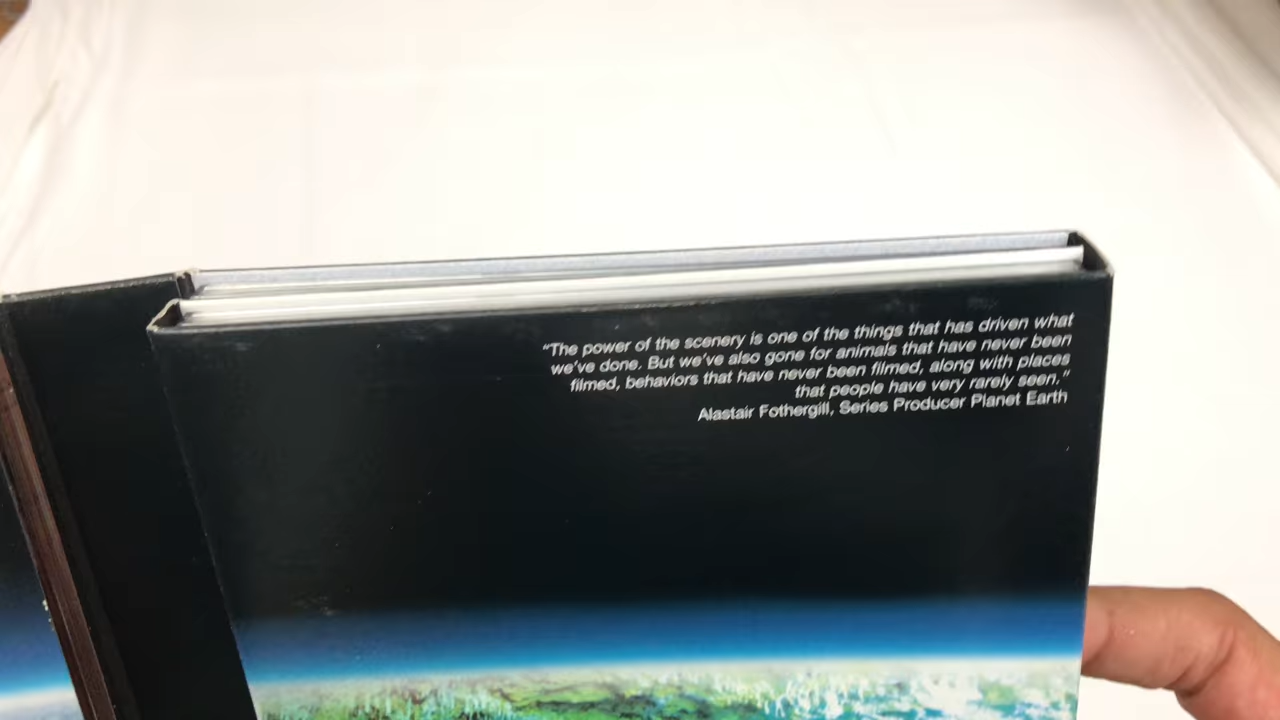 "The power of the scenery is one of the things that has driven what
we've done. But we've also gone for animals that have never been
filmed, behaviors that have never been filmed, along with places
that people have very rarely seen."
Alastair Fothergill, Series Producer Planet Earth